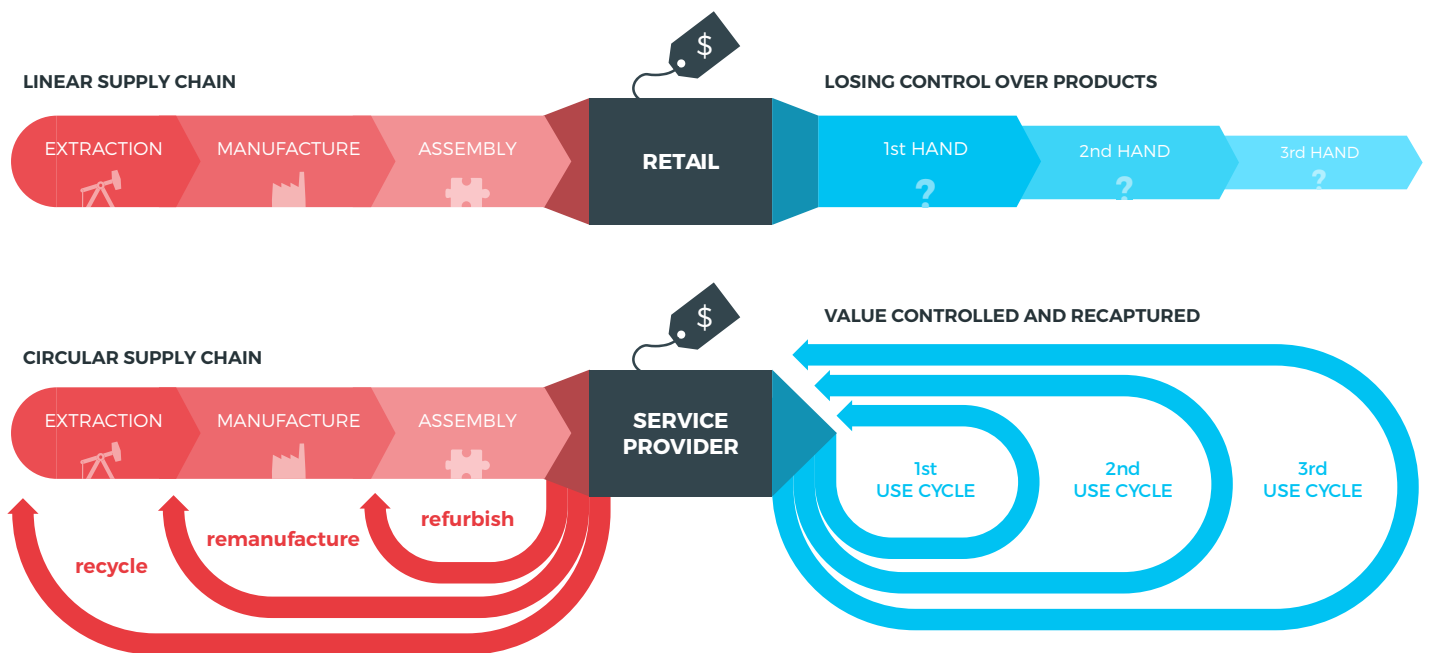 $
LINEAR SUPPLY CHAIN
LOSING CONTROL OVER PRODUCTS
EXTRACTION
MANUFACTURE
ASSEMBLY
RETAIL
1st HAND
?
2nd HAND
?
3rd HAND
?
$
VALUE CONTROLLED AND RECAPTURED
CIRCULAR SUPPLY CHAIN
EXTRACTION
MANUFACTURE
ASSEMBLY
SERVICE
PROVIDER
1st
USE CYCLE
2nd
USE CYCLE
3rd
USE CYCLE
refurbish
remanufacture
recycle